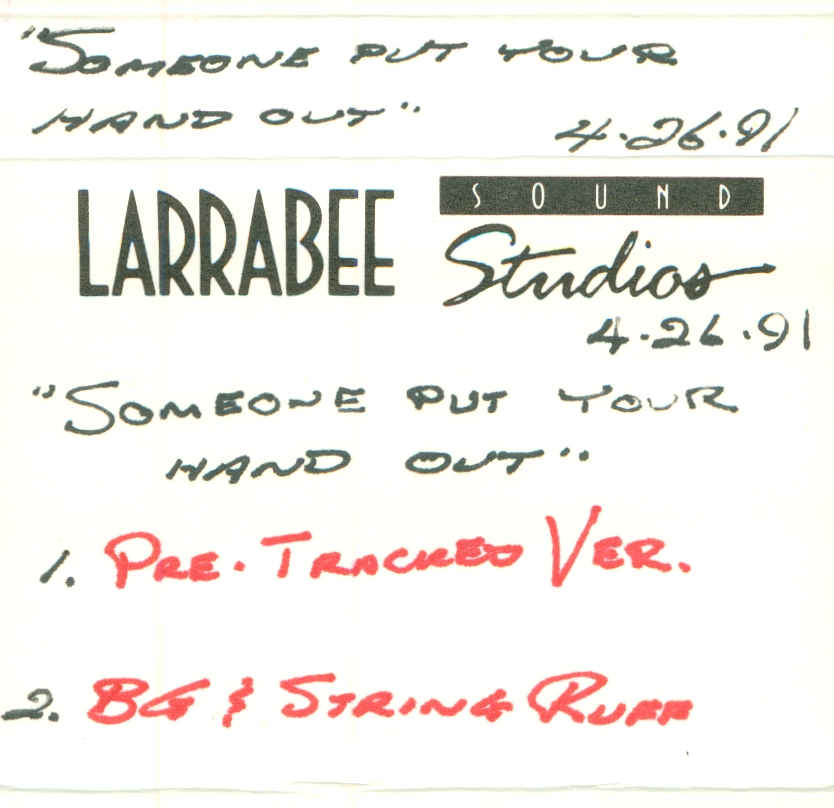 "SOMEONE PUT YOUR
HAND OUT"
4.26.91
LARRABEE SOUND
Studios
4.26.91
"SOMEONE PUT YOUR
HAND OUT"
1. PRE. TRACKED VER.
2. BG & STRING RUFF